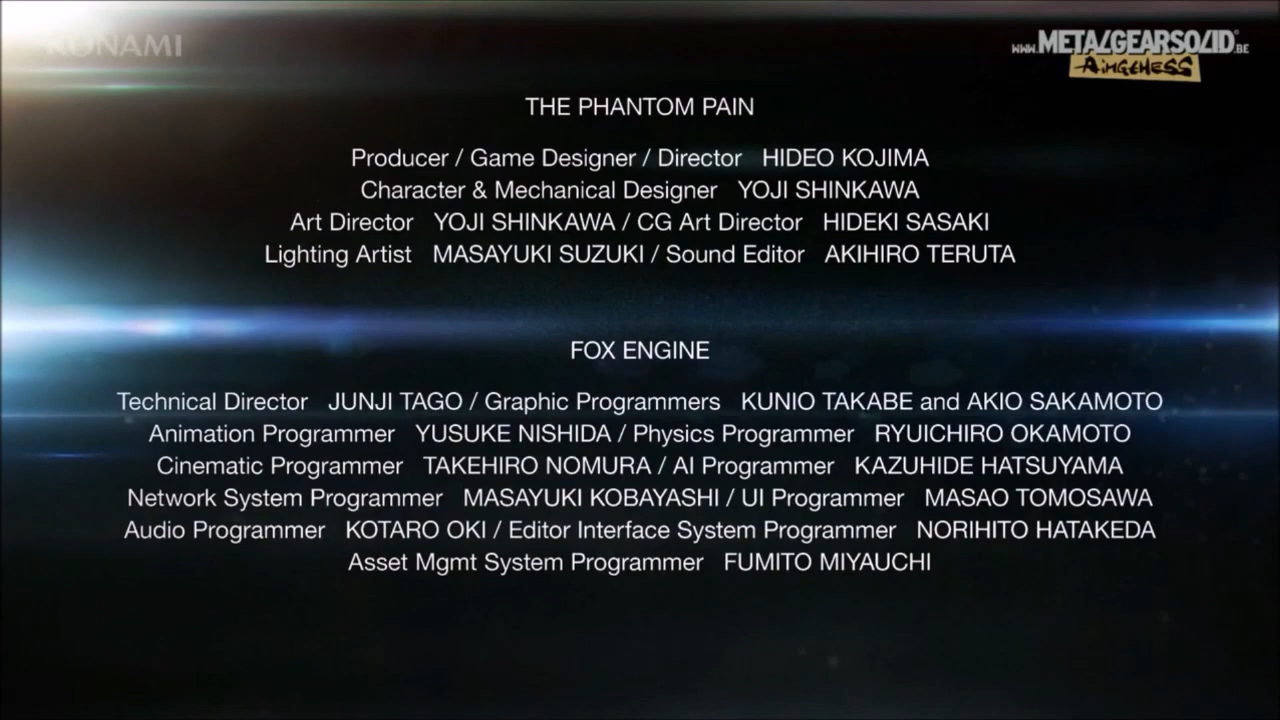 KONAMI
www.METALGEARSOLID®.BE
AimgeHess
THE PHANTOM PAIN
Producer / Game Designer / Director HIDEO KOJIMA
Character & Mechanical Designer YOJI SHINKAWA
Art Director YOJI SHINKAWA / CG Art Director HIDEKI SASAKI
Lighting Artist MASAYUKI SUZUKI / Sound Editor AKIHIRO TERUTA
FOX ENGINE
Technical Director JUNJI TAGO / Graphic Programmers KUNIO TAKABE and AKIO SAKAMOTO
Animation Programmer YUSUKE NISHIDA / Physics Programmer RYUICHIRO OKAMOTO
Cinematic Programmer TAKEHIRO NOMURA / AI Programmer KAZUHIDE HATSUYAMA
Network System Programmer MASAYUKI KOBAYASHI / UI Programmer MASAO TOMOSAWA
Audio Programmer KOTARO OKI / Editor Interface System Programmer NORIHITO HATAKEDA
Asset Mgmt System Programmer FUMITO MIYAUCHI